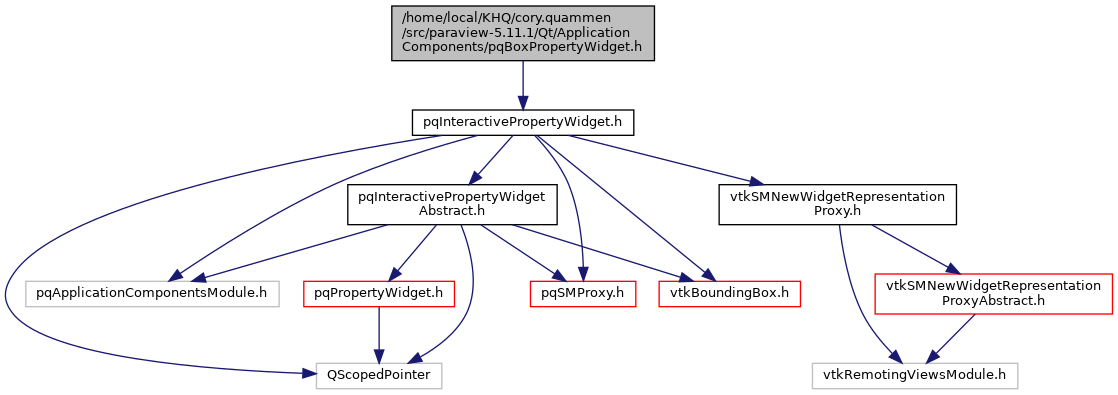 /home/local/KHQ/cory.quammen
/src/paraview-5.11.1/Qt/Application
Components/pqBoxPropertyWidget.h
pqInteractivePropertyWidget.h
pqInteractivePropertyWidget
Abstract.h
vtkSMNewWidgetRepresentation
Proxy.h
pqApplicationComponentsModule.h
pqPropertyWidget.h
pqSMProxy.h
vtkBoundingBox.h
vtkSMNewWidgetRepresentation
ProxyAbstract.h
QScopedPointer
vtkRemotingViewsModule.h